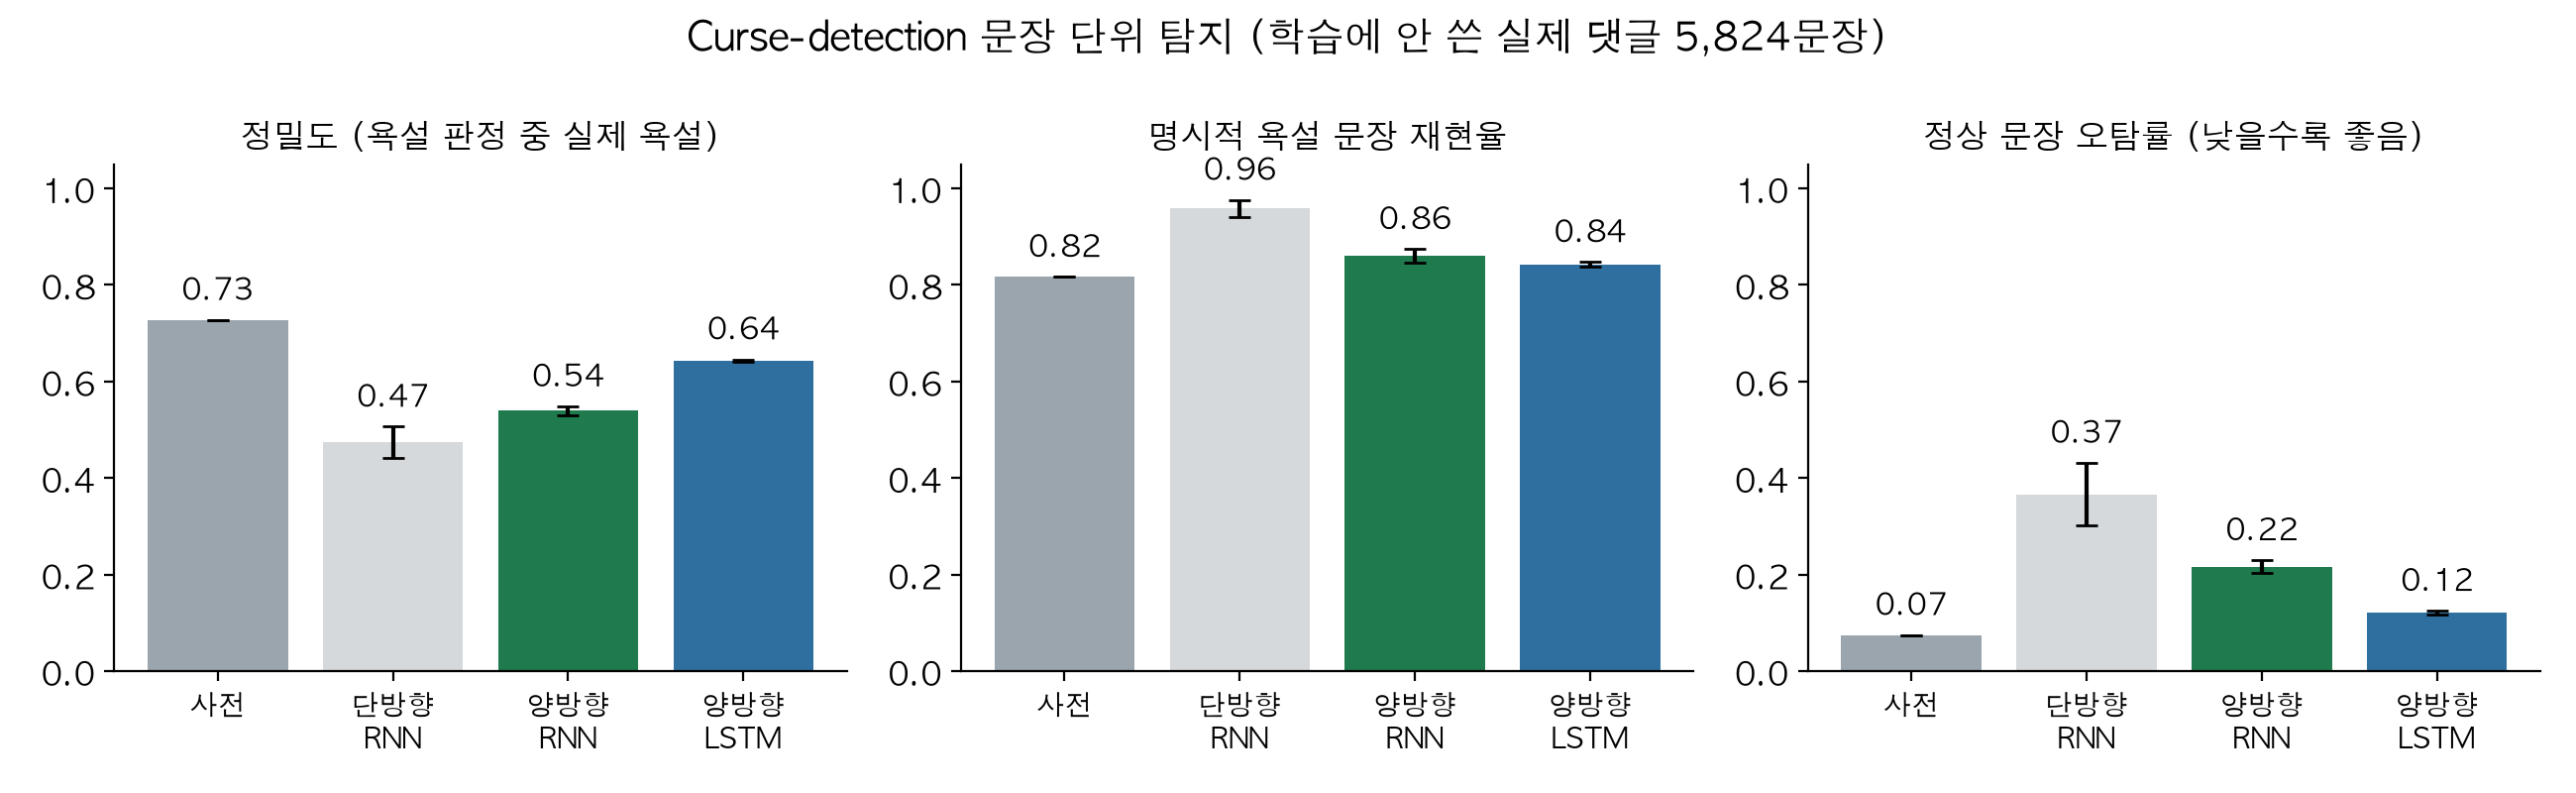 Curse-detection 문장 단위 탐지 (학습에 안 쓴 실제 댓글 5,824문장)
정밀도 (욕설 판정 중 실제 욕설)
1.0
0.8
0.6
0.4
0.2
0.0
0.73
0.47
0.54
0.64
사전
단방향
RNN
양방향
RNN
양방향
LSTM
명시적 욕설 문장 재현율
1.0
0.8
0.6
0.4
0.2
0.0
0.82
0.96
0.86
0.84
사전
단방향
RNN
양방향
RNN
양방향
LSTM
정상 문장 오탐률 (낮을수록 좋음)
1.0
0.8
0.6
0.4
0.2
0.0
0.07
0.37
0.22
0.12
사전
단방향
RNN
양방향
RNN
양방향
LSTM